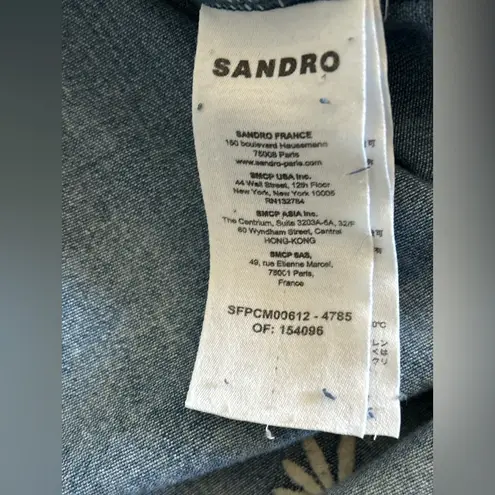 SANDRO
SANDRO FRANCE
150 boulevard Haussmann
75008 Paris
www.sandro-paris.com
SMCP USA Inc.
44 Wall Street, 12th Floor
New York, New York 10005
RN132784
SMCP ASIA Inc.
The Centrium, Suite 3203A-5A, 32/F
60 Wyndham Street, Central
HONG-KONG
SMCP SAS,
49, rue Etienne Marcel,
75001 Paris,
France
SFPCM00612 - 4785
OF: 154096